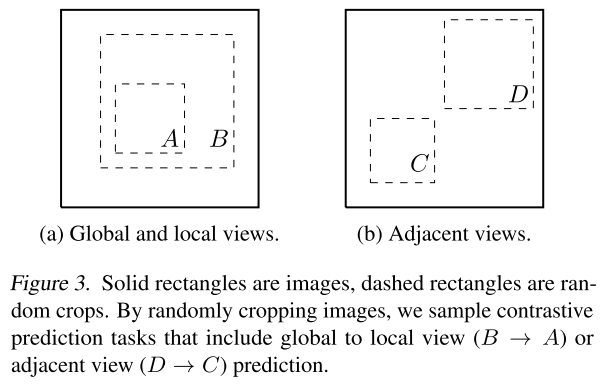 A
B
C
D
(a) Global and local views.
(b) Adjacent views.
Figure 3. Solid rectangles are images, dashed rectangles are ran-
dom crops. By randomly cropping images, we sample contrastive
prediction tasks that include global to local view (B → A) or
adjacent view (D → C) prediction.